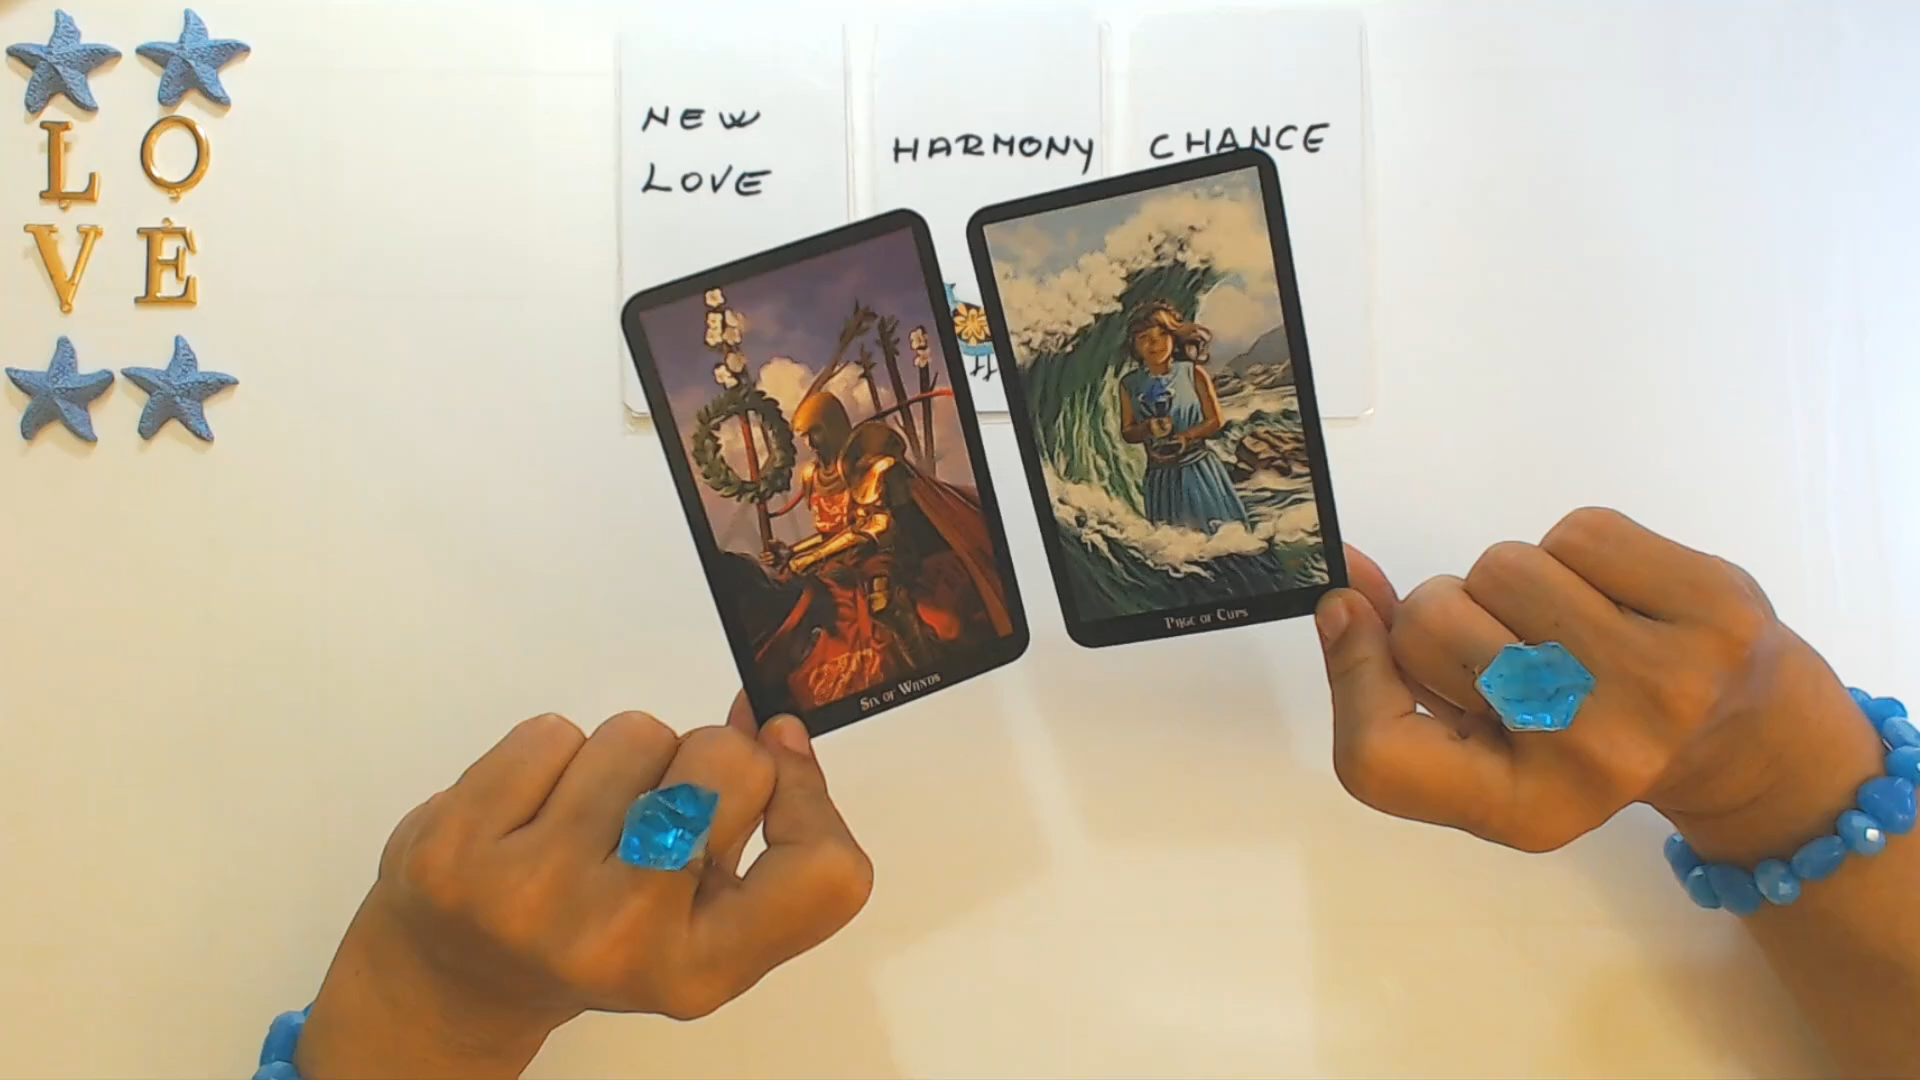 L O
V E
NEW
LOVE
HARMONY
CHANCE
SIX OF WANDS
PAGE OF CUPS